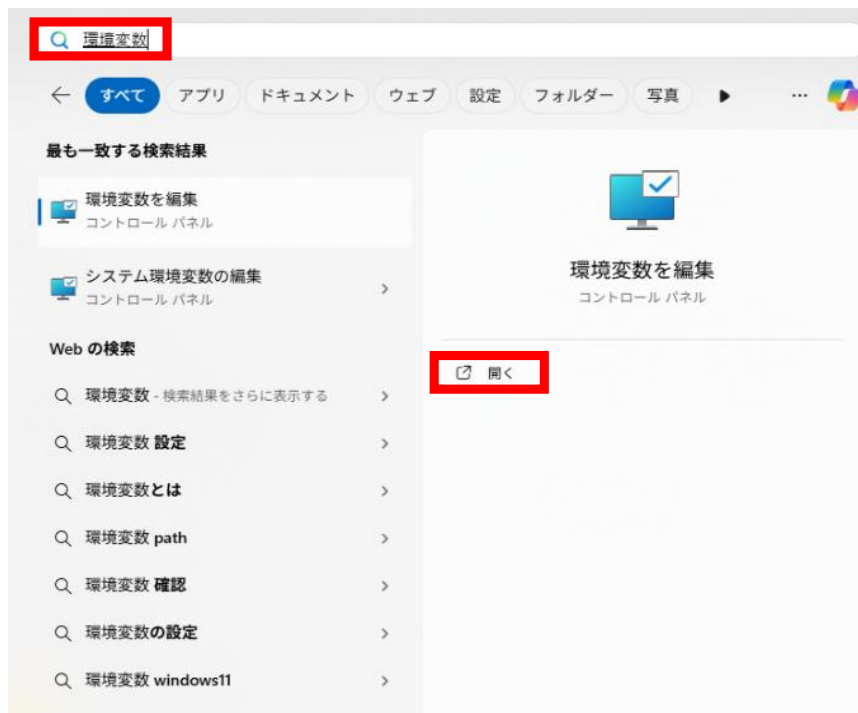 環境変数
すべて アプリ ドキュメント ウェブ 設定 フォルダー 写真 ▶ …
最も一致する検索結果
環境変数を編集
コントロール パネル
システム環境変数の編集
コントロール パネル
Web の検索
環境変数 - 検索結果をさらに表示する
環境変数 設定
環境変数とは
環境変数 path
環境変数 確認
環境変数の設定
環境変数 windows11
環境変数を編集
コントロール パネル
開く